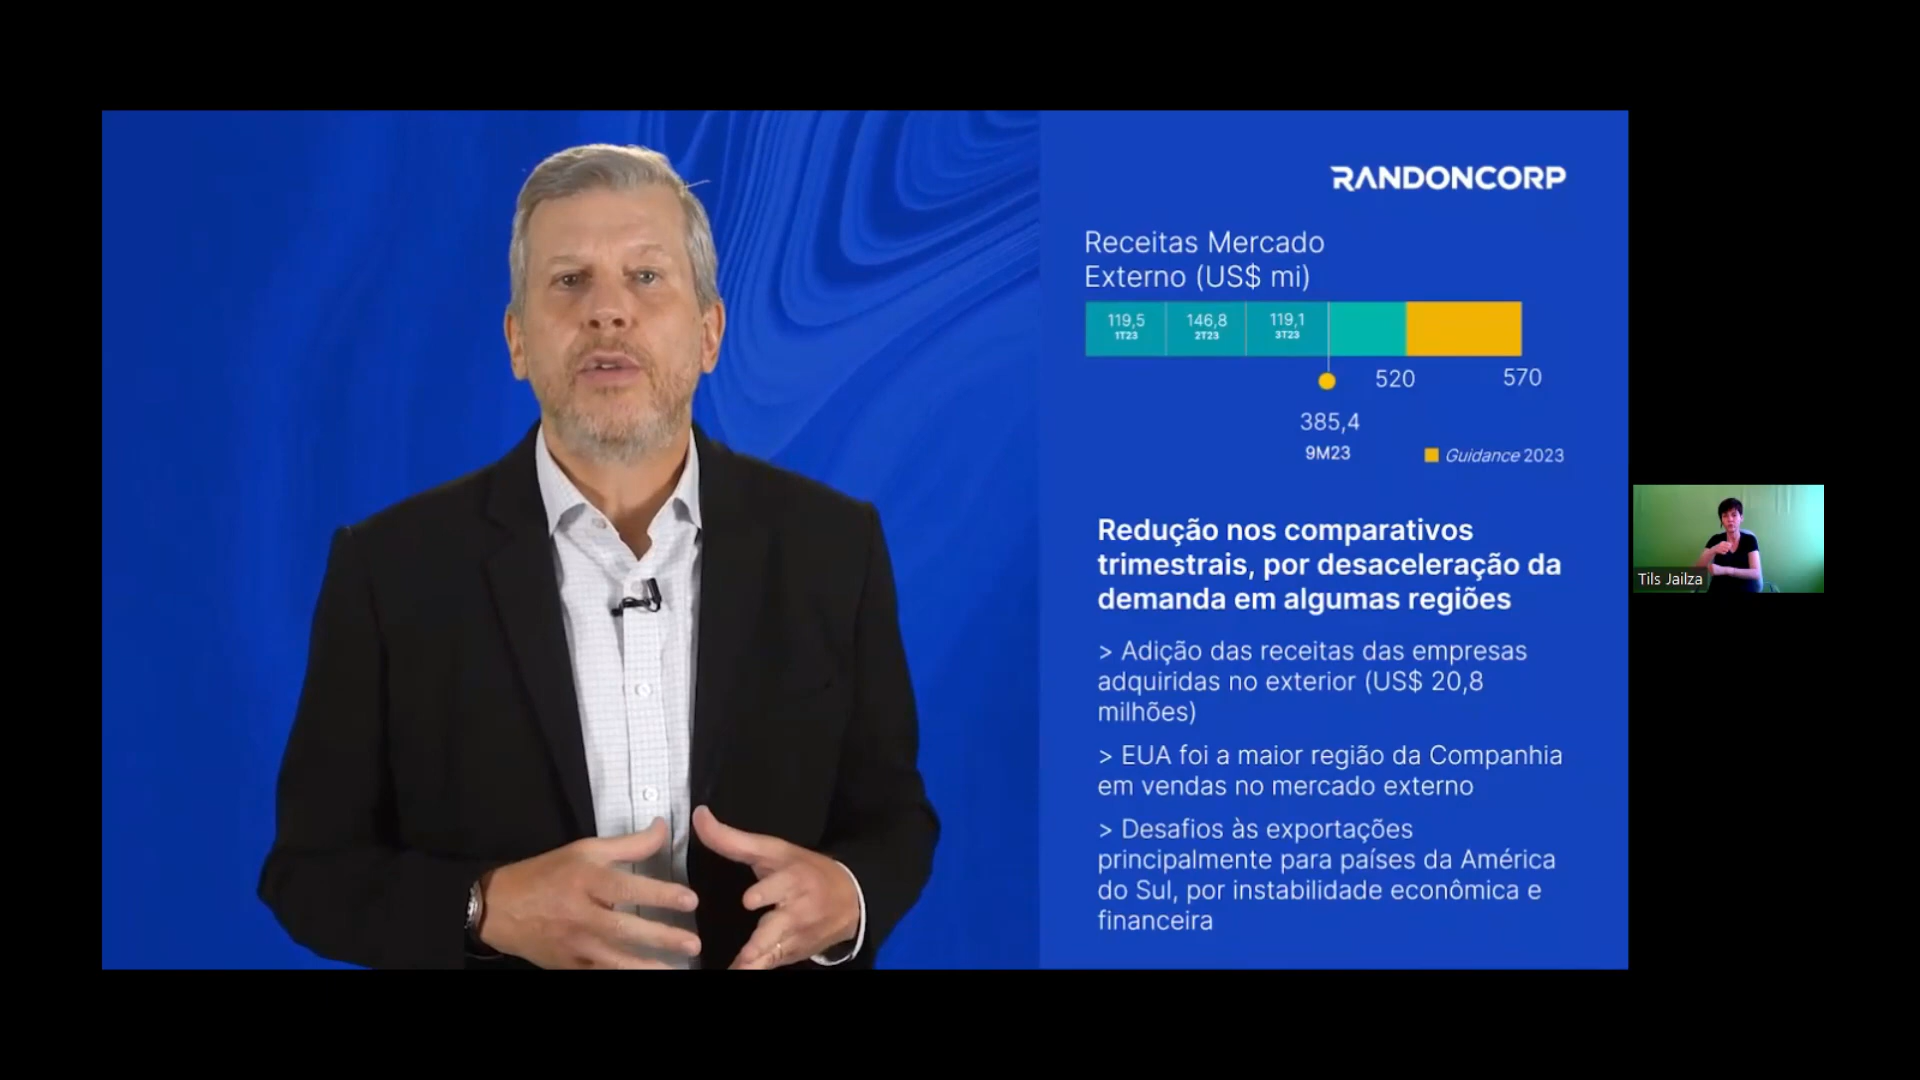 RANDONCORP
Receitas Mercado
Externo (US$ mi)
119,5 146,8 119,1
1T23 2T23 3T23
520 570
385,4
9M23
Guidance 2023
Redução nos comparativos
trimestrais, por desaceleração da
demanda em algumas regiões
> Adição das receitas das empresas
adquiridas no exterior (US$ 20,8
milhões)
> EUA foi a maior região da Companhia
em vendas no mercado externo
> Desafios às exportações
principalmente para países da América
do Sul, por instabilidade econômica e
financeira
Tils Jailza